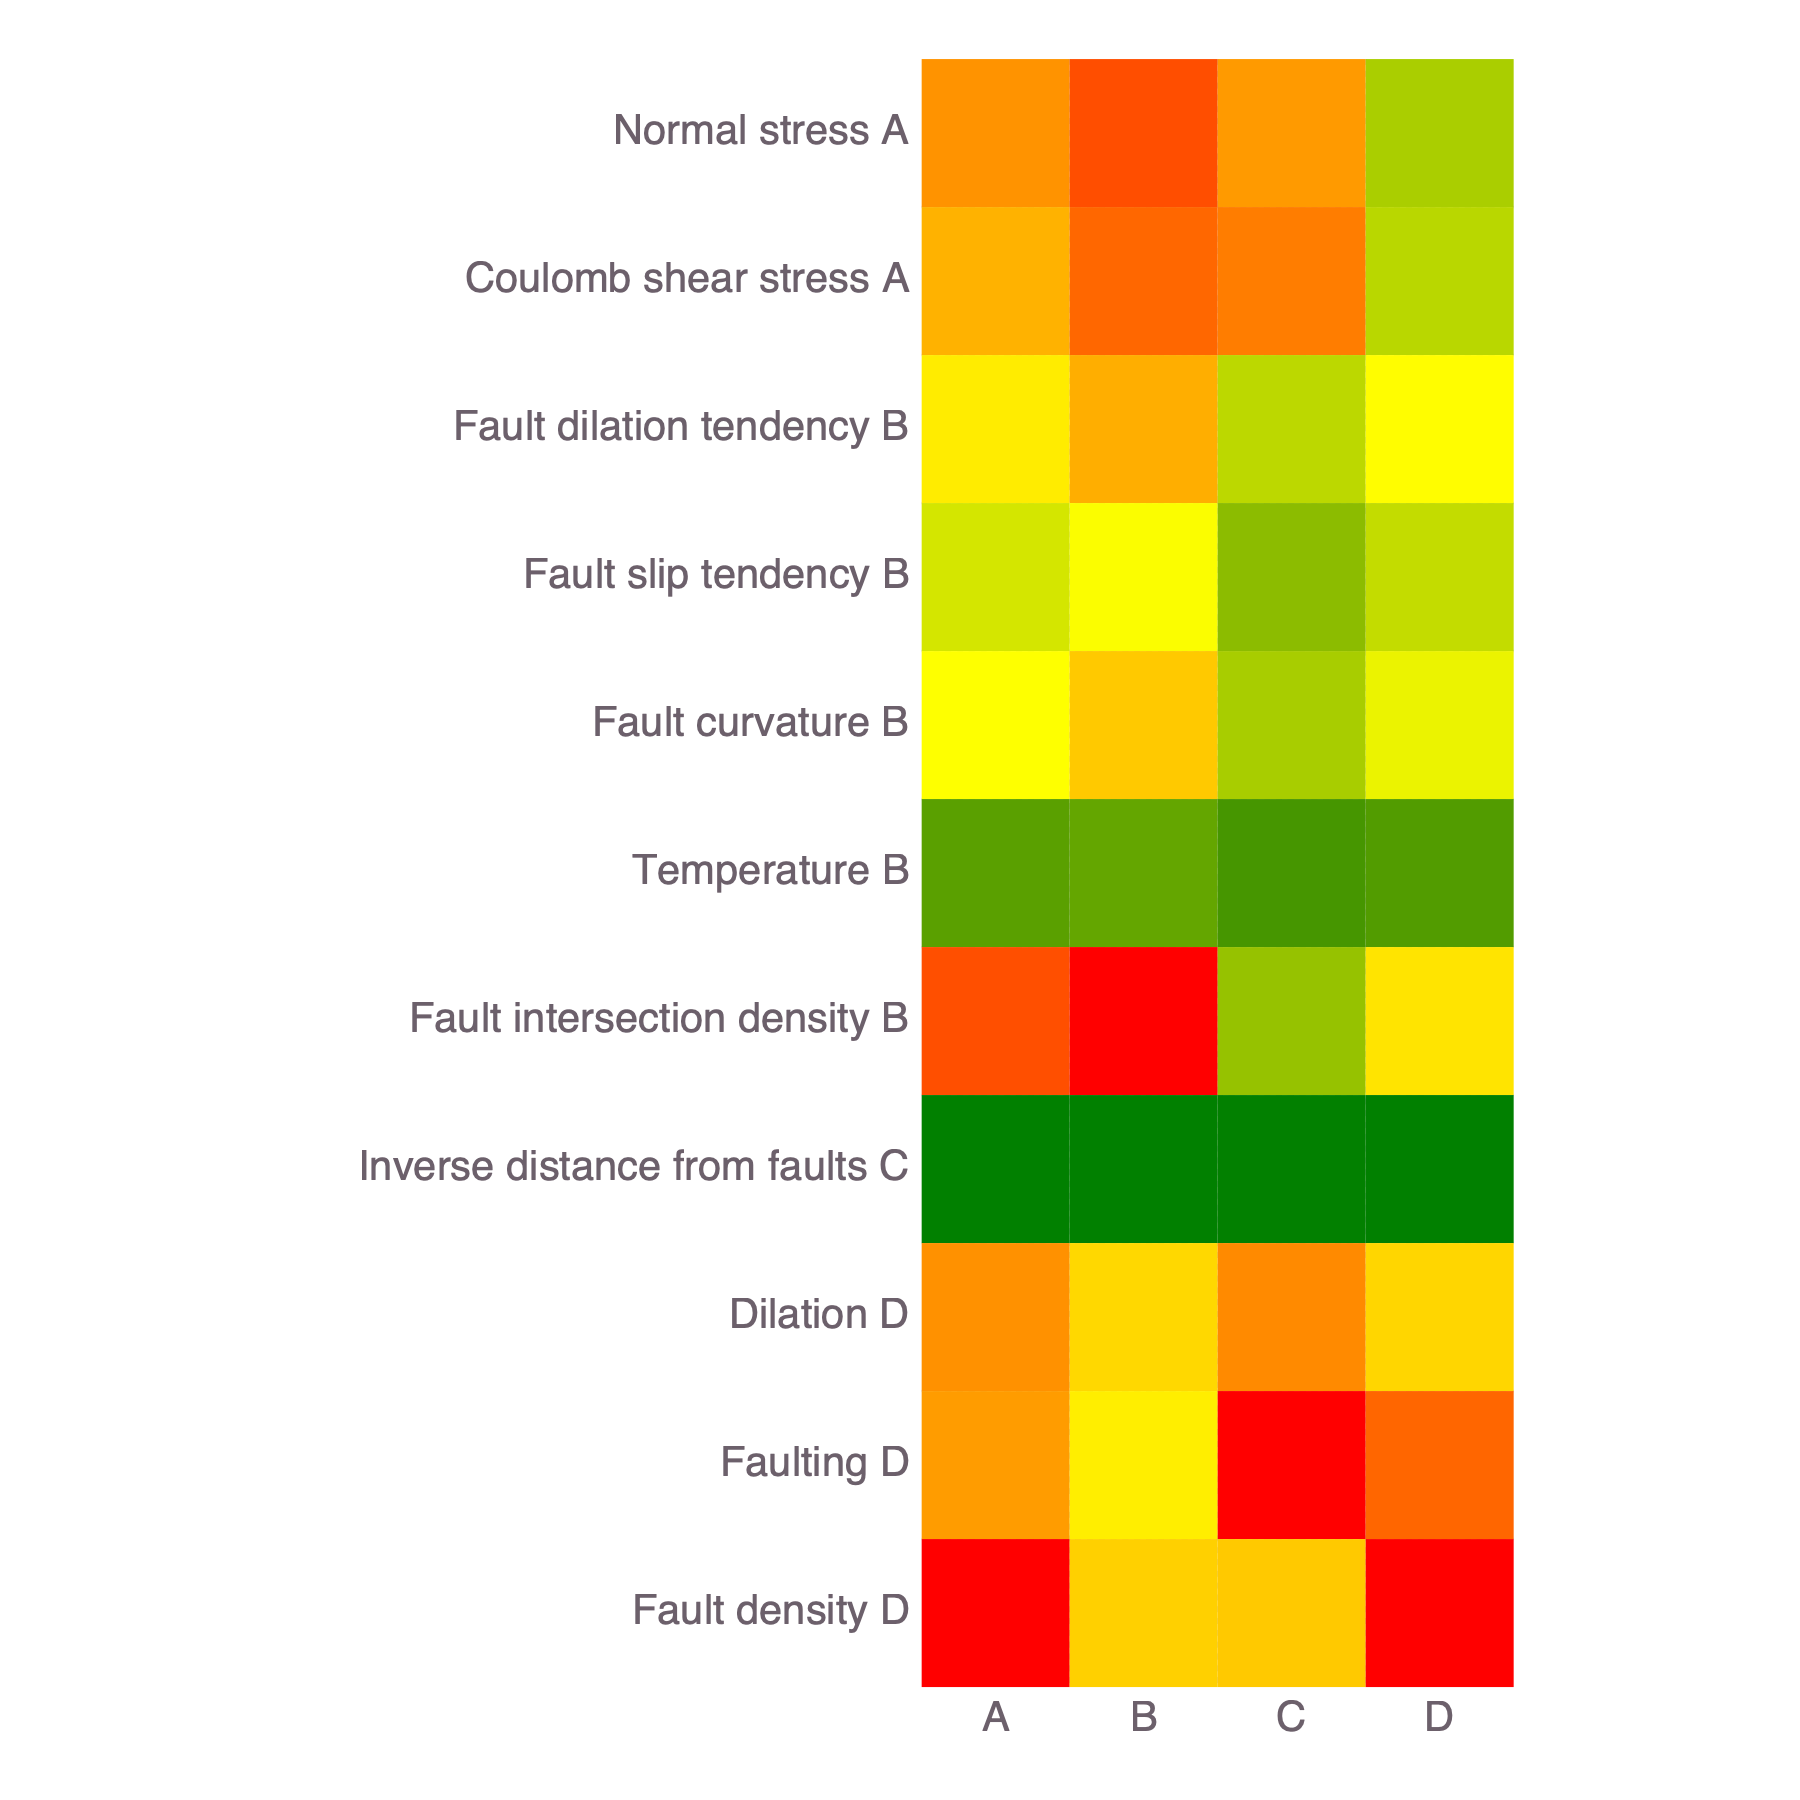 Normal stress A
Coulomb shear stress A
Fault dilation tendency B
Fault slip tendency B
Fault curvature B
Temperature B
Fault intersection density B
Inverse distance from faults C
Dilation D
Faulting D
Fault density D
A B C D